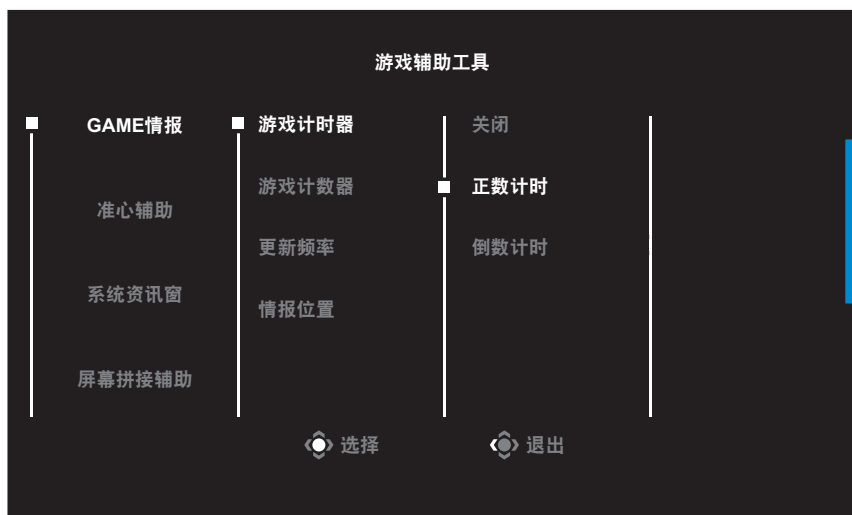 游戏辅助工具
GAME情报 游戏计时器 关闭
游戏计数器 正数计时
准心辅助
更新频率 倒数计时
系统资讯窗
情报位置
屏幕拼接辅助
选择 退出